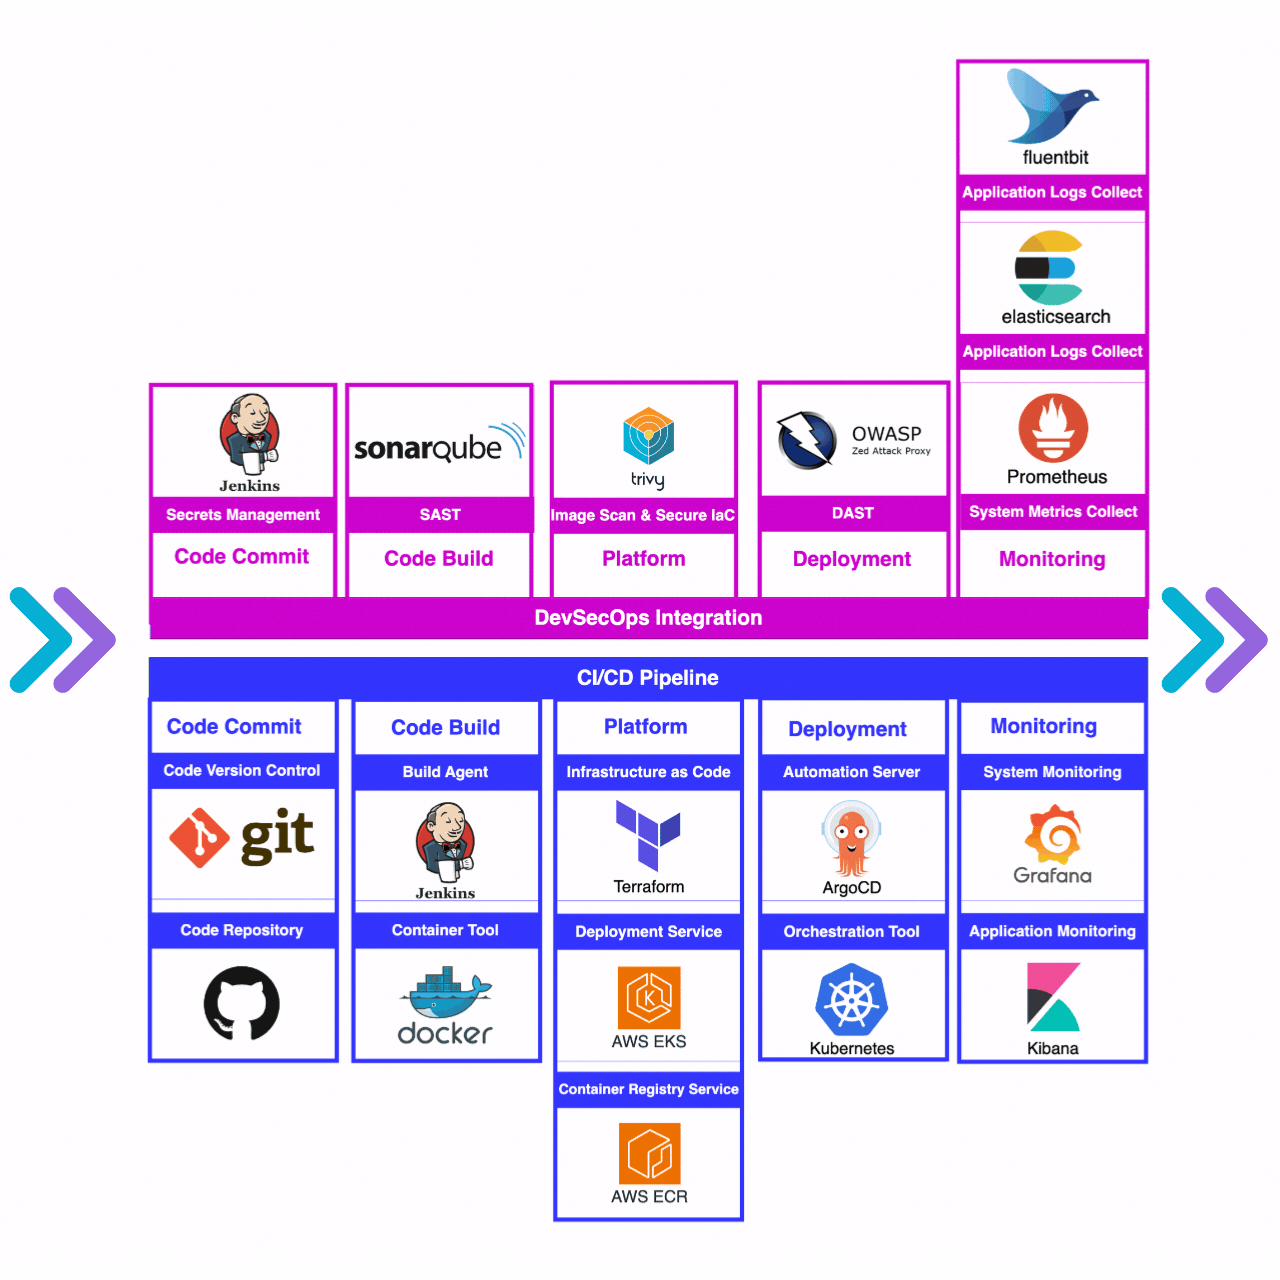 fluentbit
Application Logs Collect
elasticsearch
Application Logs Collect
Prometheus
System Metrics Collect
Monitoring
Jenkins
Secrets Management
Code Commit
sonarqube
SAST
Code Build
trivy
Image Scan & Secure IaC
Platform
OWASP
Zed Attack Proxy
DAST
Deployment
DevSecOps Integration
CI/CD Pipeline
Code Commit
Code Version Control
git
Code Repository
Code Build
Build Agent
Jenkins
Container Tool
docker
Platform
Infrastructure as Code
Terraform
Deployment Service
K
AWS EKS
Container Registry Service
AWS ECR
Deployment
Automation Server
ArgoCD
Orchestration Tool
Kubernetes
Monitoring
System Monitoring
Grafana
Application Monitoring
Kibana